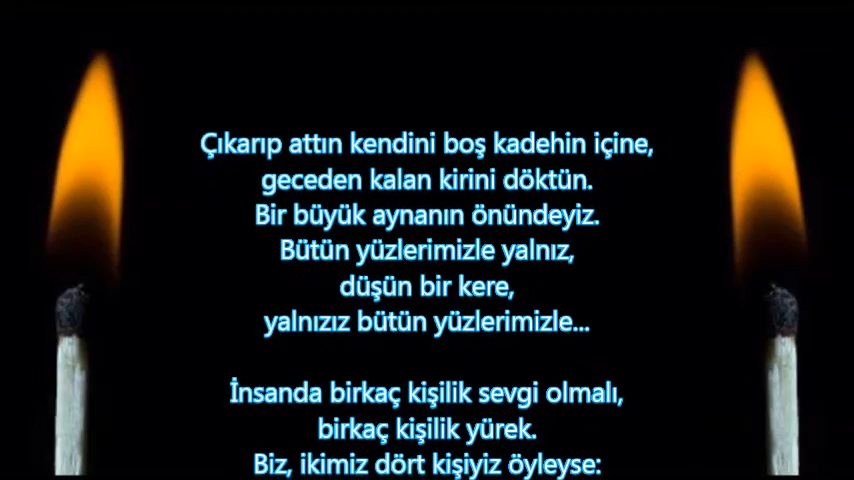 Çıkarıp attın kendini boş kadehin içine,
geceden kalan kirini döktün.
Bir büyük aynanın önündeyiz.
Bütün yüzlerimizle yalnız,
düşün bir kere,
yalnızız bütün yüzlerimizle...
İnsanda birkaç kişilik sevgi olmalı,
birkaç kişilik yürek.
Biz, ikimiz dört kişiyiz öyleyse: